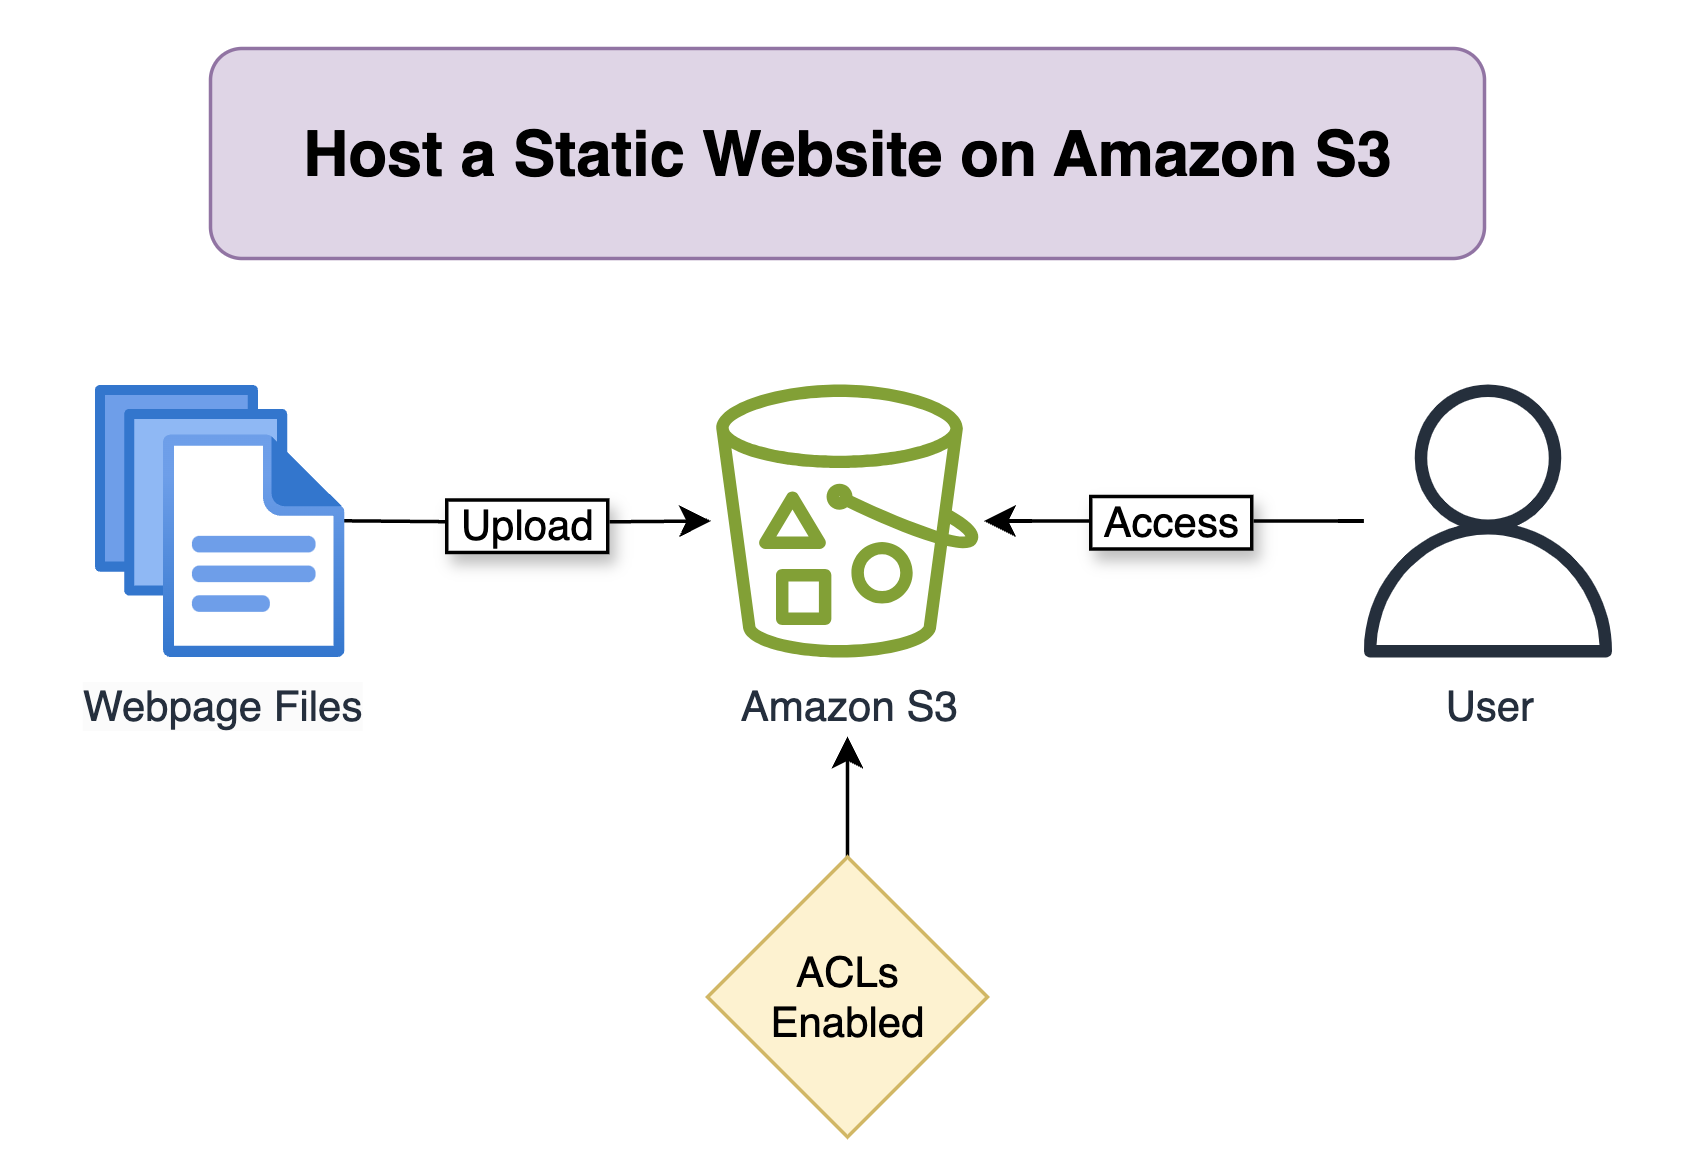 Host a Static Website on Amazon S3
Upload
Access
Webpage Files
Amazon S3
User
ACLs
Enabled